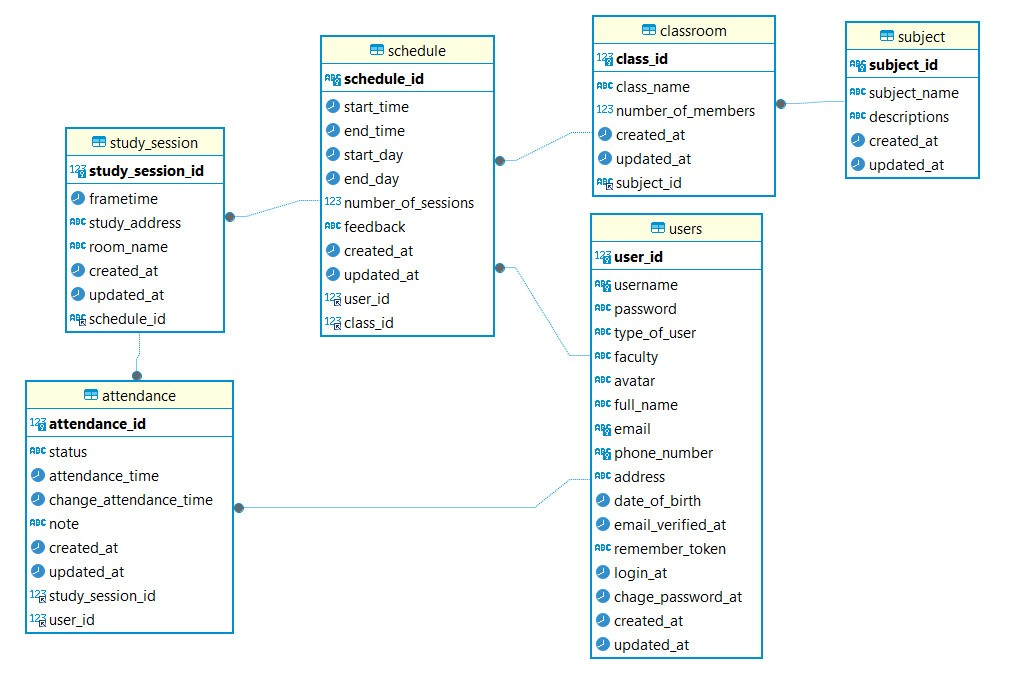 study_session
study_session_id
frametime
study_address
room_name
created_at
updated_at
schedule_id
schedule
schedule_id
start_time
end_time
start_day
end_day
number_of_sessions
feedback
created_at
updated_at
user_id
class_id
classroom
class_id
class_name
number_of_members
created_at
updated_at
subject_id
subject
subject_id
subject_name
descriptions
created_at
updated_at
attendance
attendance_id
status
attendance_time
change_attendance_time
note
created_at
updated_at
study_session_id
user_id
users
user_id
username
password
type_of_user
faculty
avatar
full_name
email
phone_number
address
date_of_birth
email_verified_at
remember_token
login_at
chage_password_at
created_at
updated_at